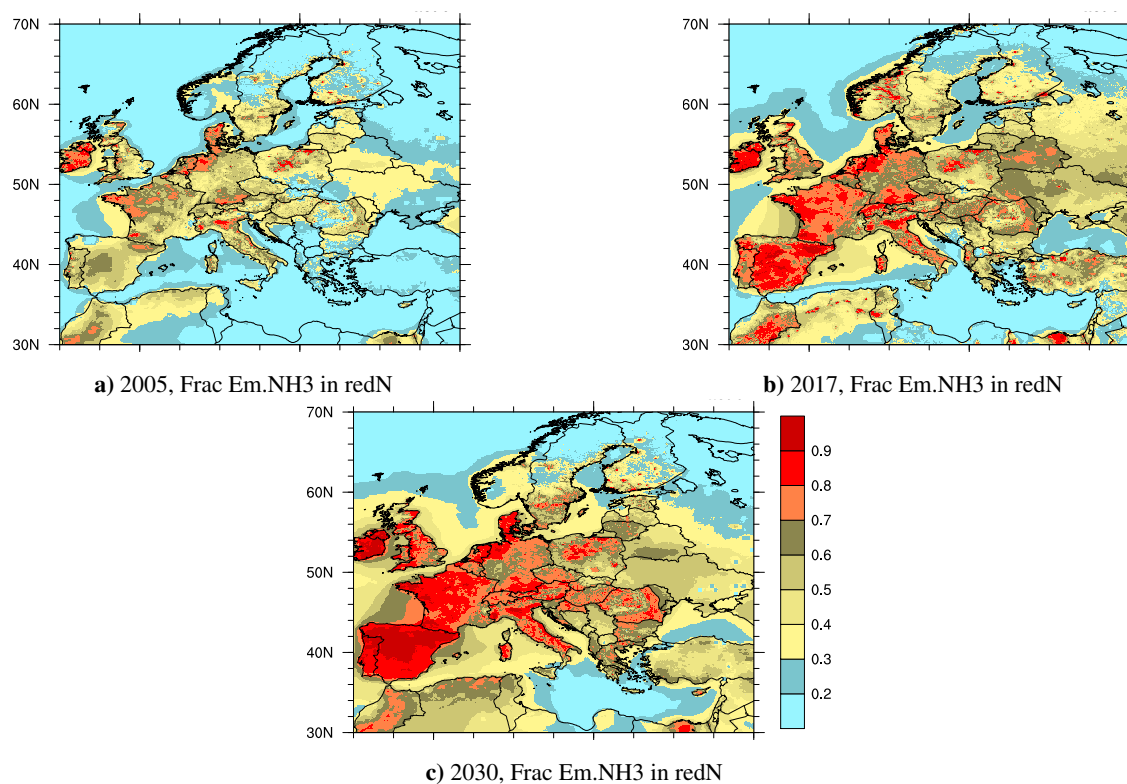 70N
60N
50N
40N
30N
a) 2005, Frac Em.NH3 in redN
70N
60N
50N
40N
30N
b) 2017, Frac Em.NH3 in redN
70N
60N
50N
40N
30N
0.9
0.8
0.7
0.6
0.5
0.4
0.3
0.2
c) 2030, Frac Em.NH3 in redN